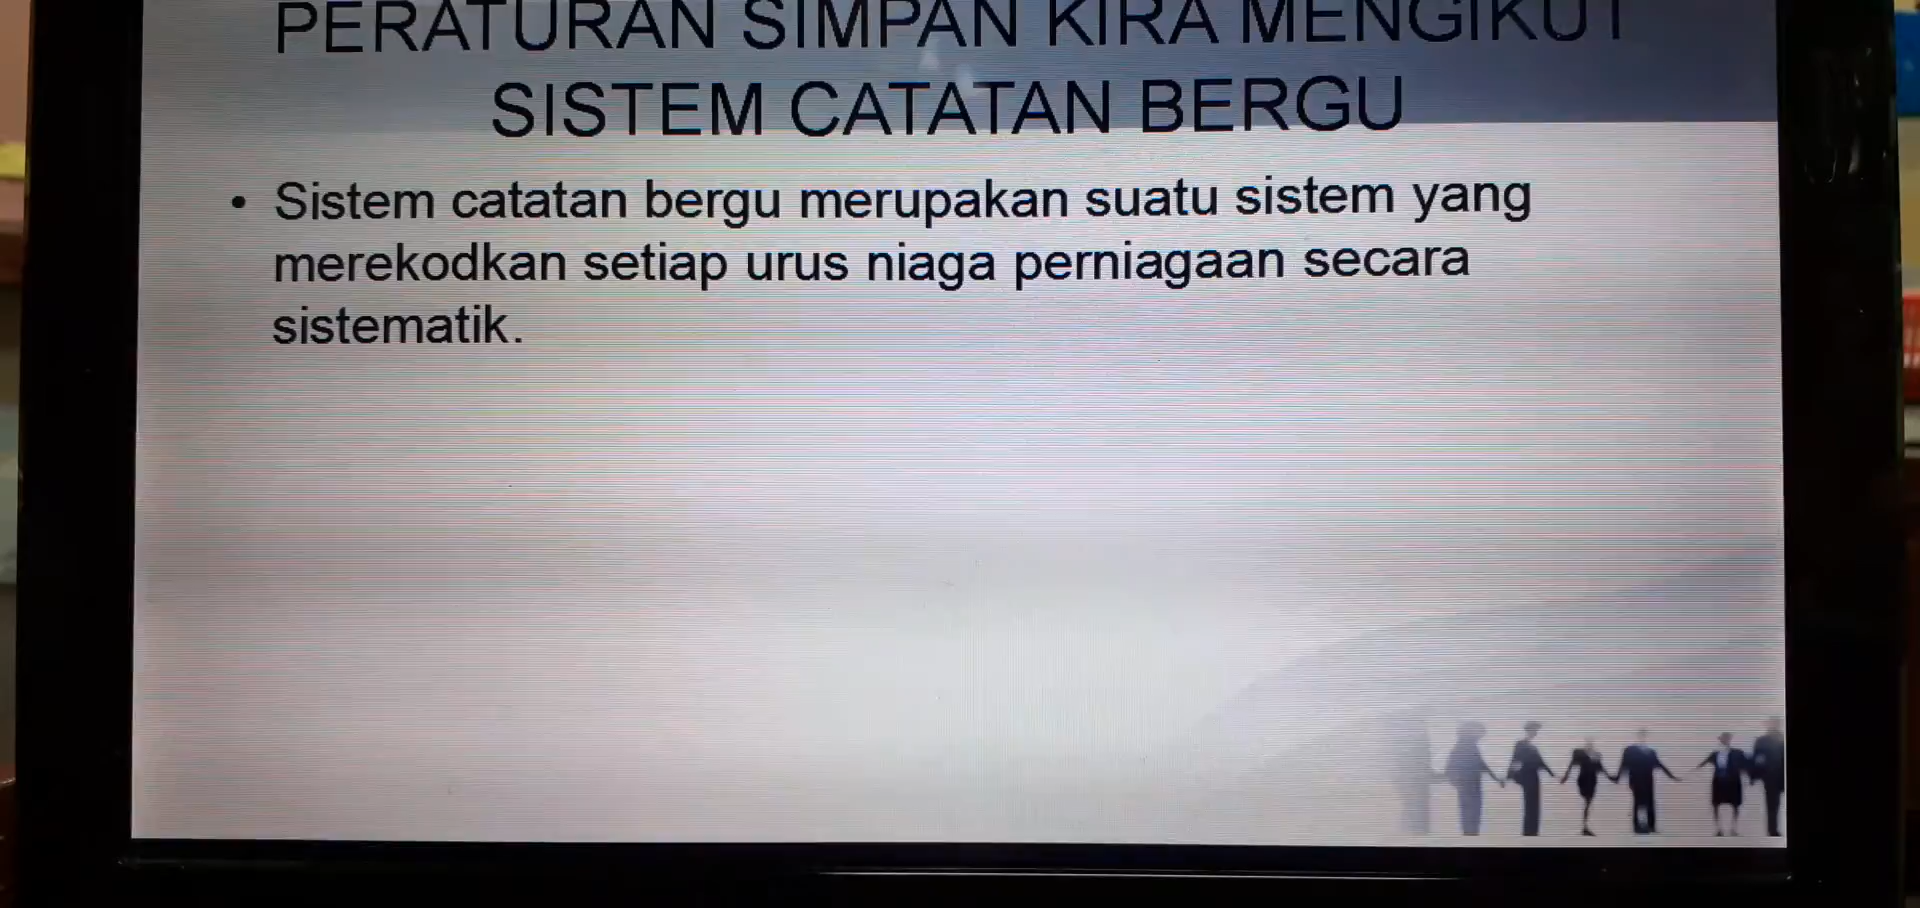 PERATURAN SIMPAN KIRA MENGIKUT
SISTEM CATATAN BERGU
• Sistem catatan bergu merupakan suatu sistem yang
merekodkan setiap urus niaga perniagaan secara
sistematik.